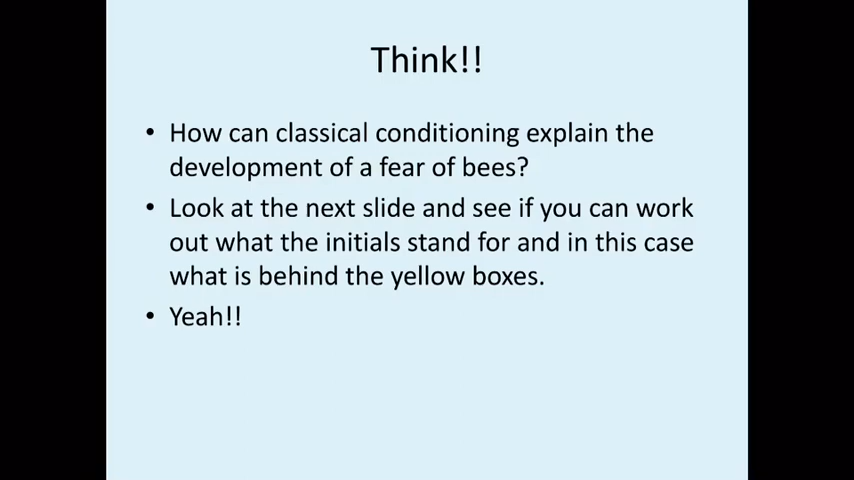 Think!!
• How can classical conditioning explain the
development of a fear of bees?
• Look at the next slide and see if you can work
out what the initials stand for and in this case
what is behind the yellow boxes.
• Yeah!!